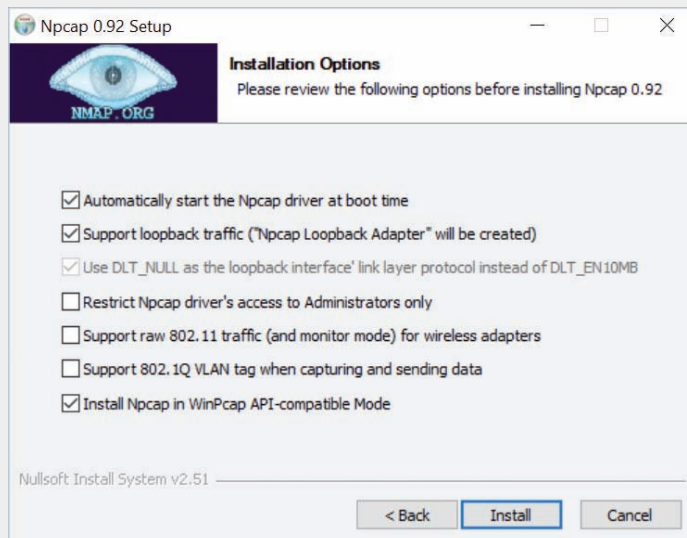 Npcap 0.92 Setup
NMAP.ORG
Installation Options
Please review the following options before installing Npcap 0.92
Automatically start the Npcap driver at boot time
Support loopback traffic ("Npcap Loopback Adapter" will be created)
Use DLT_NULL as the loopback interface' link layer protocol instead of DLT_EN10MB
Restrict Npcap driver's access to Administrators only
Support raw 802.11 traffic (and monitor mode) for wireless adapters
Support 802.1Q VLAN tag when capturing and sending data
Install Npcap in WinPcap API-compatible Mode
Nullsoft Install System v2.51
< Back Install Cancel